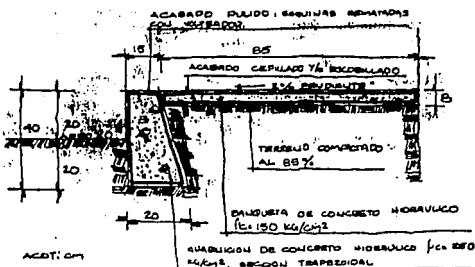 ACABADO PULIDO; ESQUINAS REMATADAS
CON VOLTEADOR
15 85
ACABADO CEPILLADO Y/O ESCOBILLADO
2% PENDIENTE
8
40 20
20
TERRENO COMPACTADO
AL 85%
20
BANQUETA DE CONCRETO HIDRAULICO
f'c=150 KG/CM2
ACOT: CM
GUARNICION DE CONCRETO HIDRAULICO f'c= 250
KG/CM2, SECCION TRAPEZOIDAL